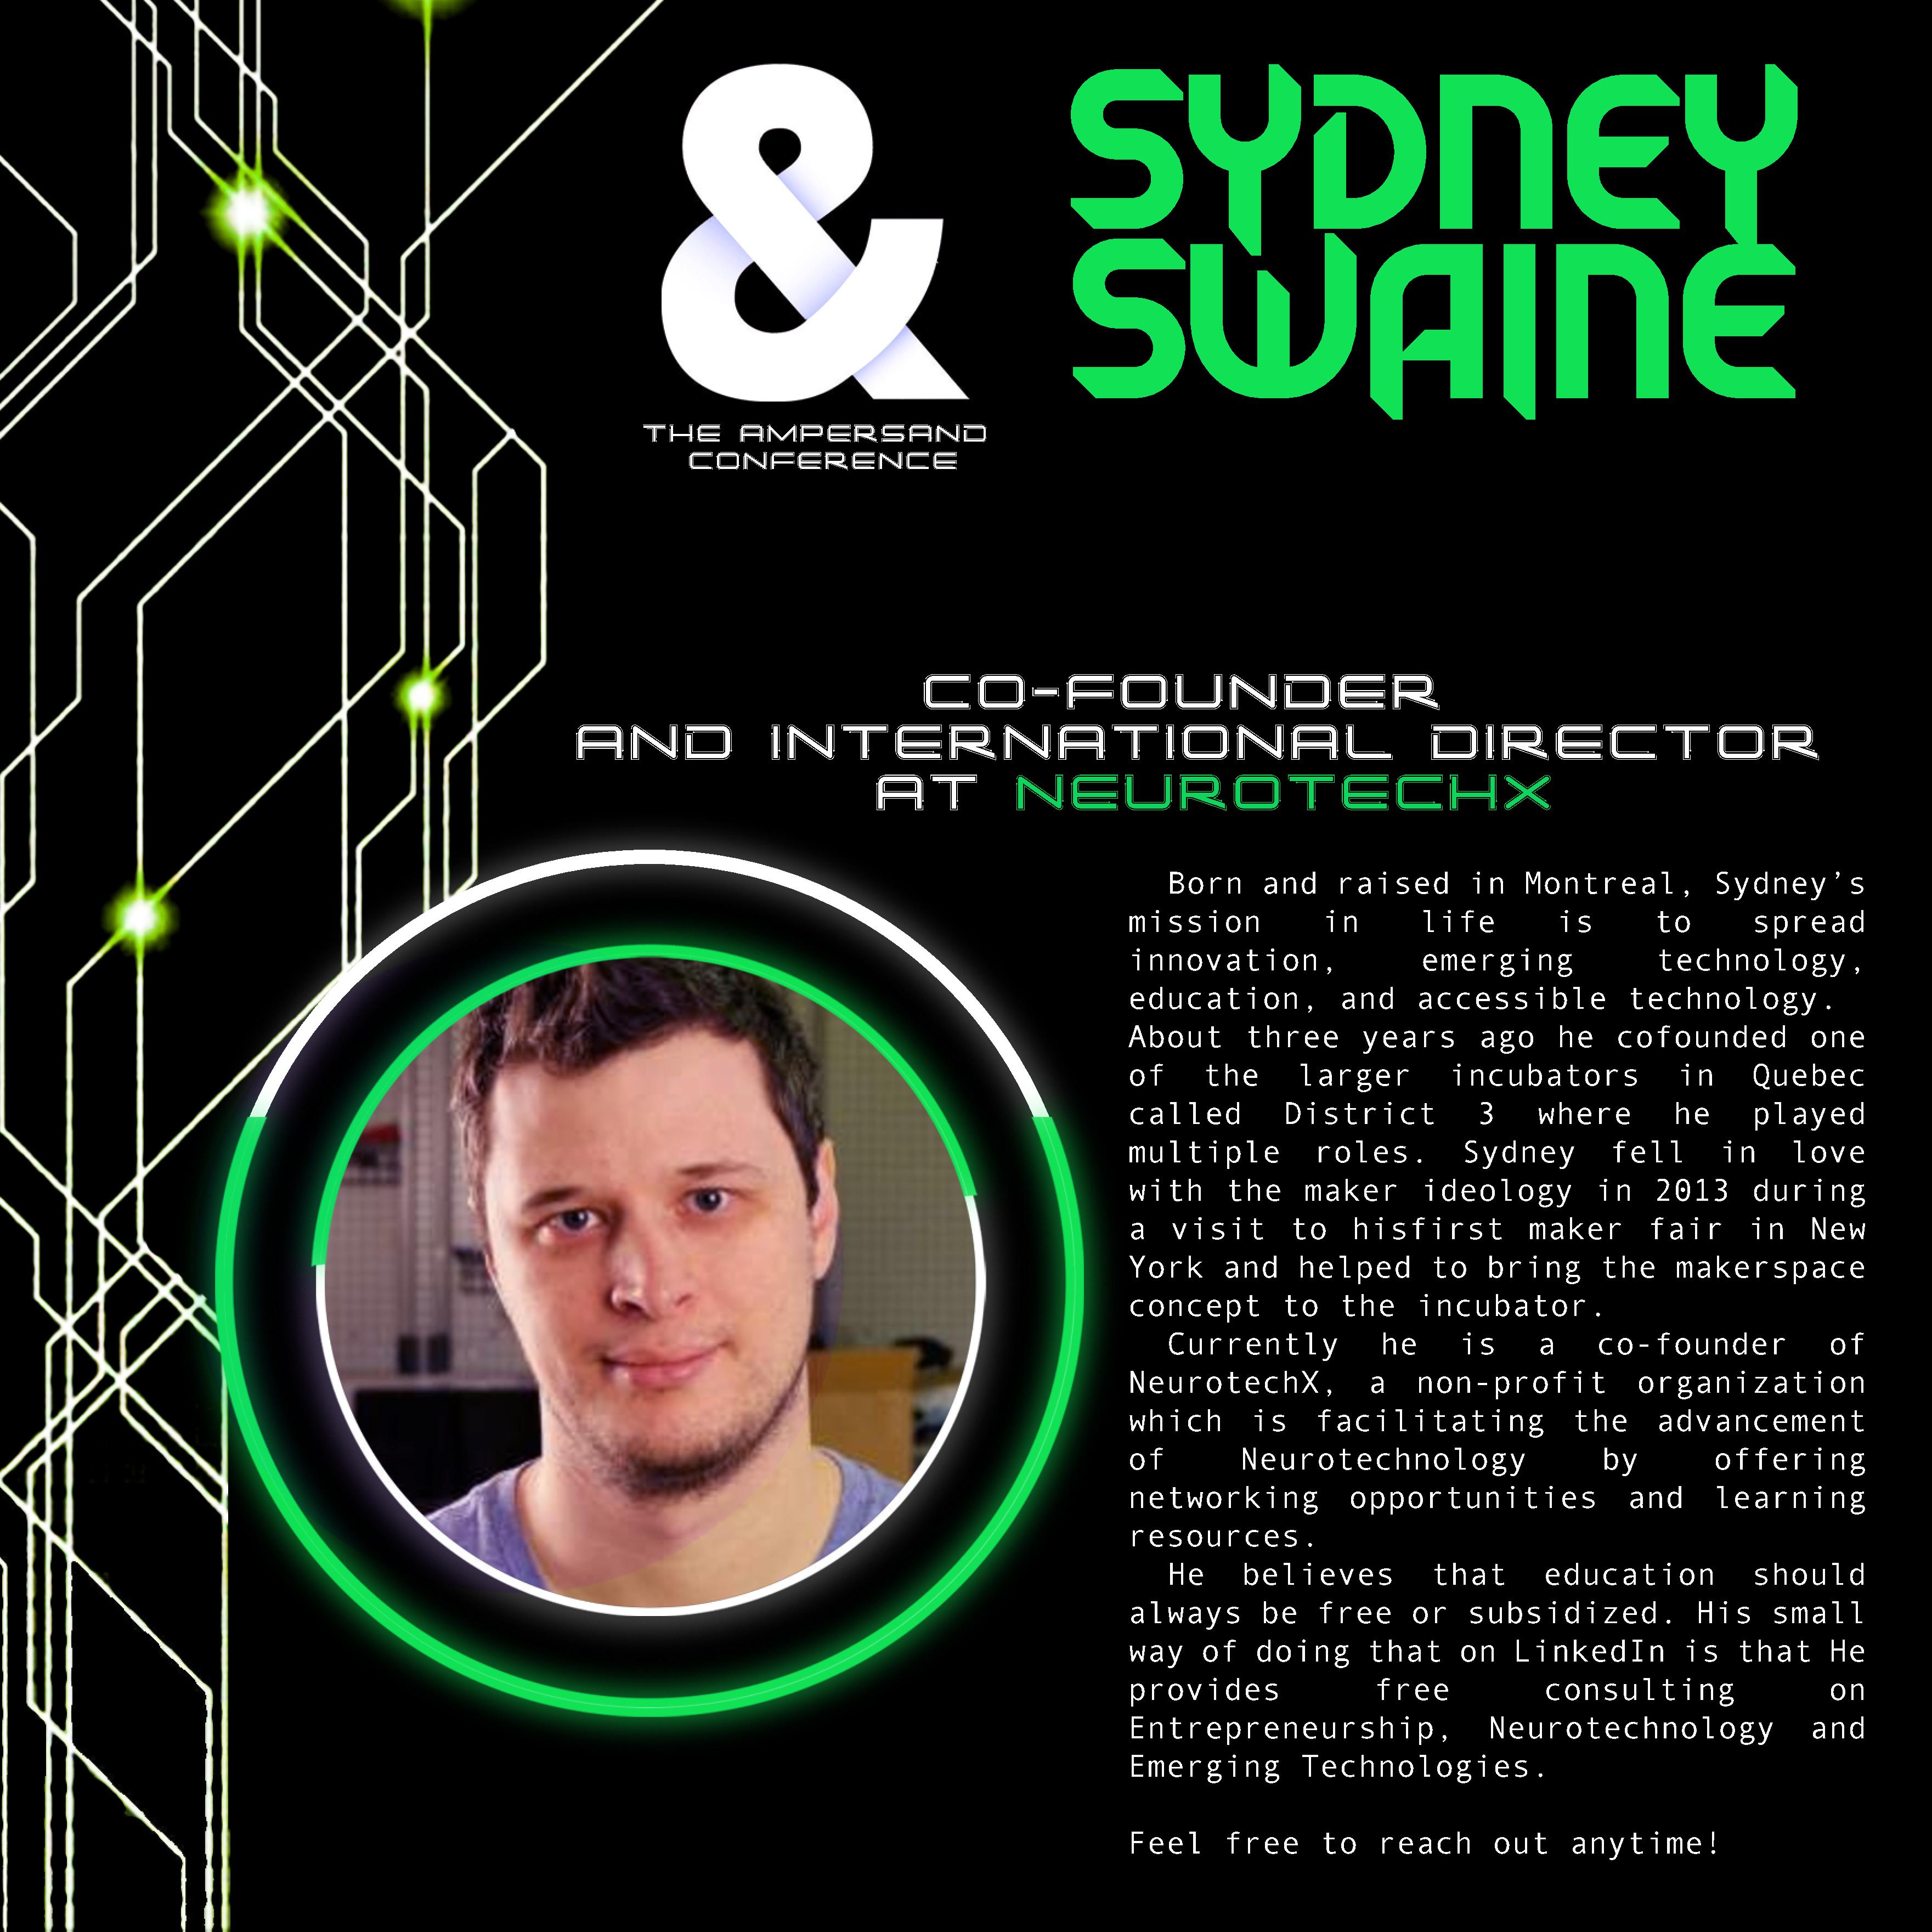 &
THE AMPERSAND
CONFERENCE
SYDNEY
SWAINE
CO-FOUNDER
AND INTERNATIONAL DIRECTOR
AT NEUROTECHX
Born and raised in Montreal, Sydney’s
mission in life is to spread
innovation, emerging technology,
education, and accessible technology.
About three years ago he cofounded one
of the larger incubators in Quebec
called District 3 where he played
multiple roles. Sydney fell in love
with the maker ideology in 2013 during
a visit to hisfirst maker fair in New
York and helped to bring the makerspace
concept to the incubator.
Currently he is a co-founder of
NeurotechX, a non-profit organization
which is facilitating the advancement
of Neurotechnology by offering
networking opportunities and learning
resources.
He believes that education should
always be free or subsidized. His small
way of doing that on LinkedIn is that He
provides free consulting on
Entrepreneurship, Neurotechnology and
Emerging Technologies.
Feel free to reach out anytime!